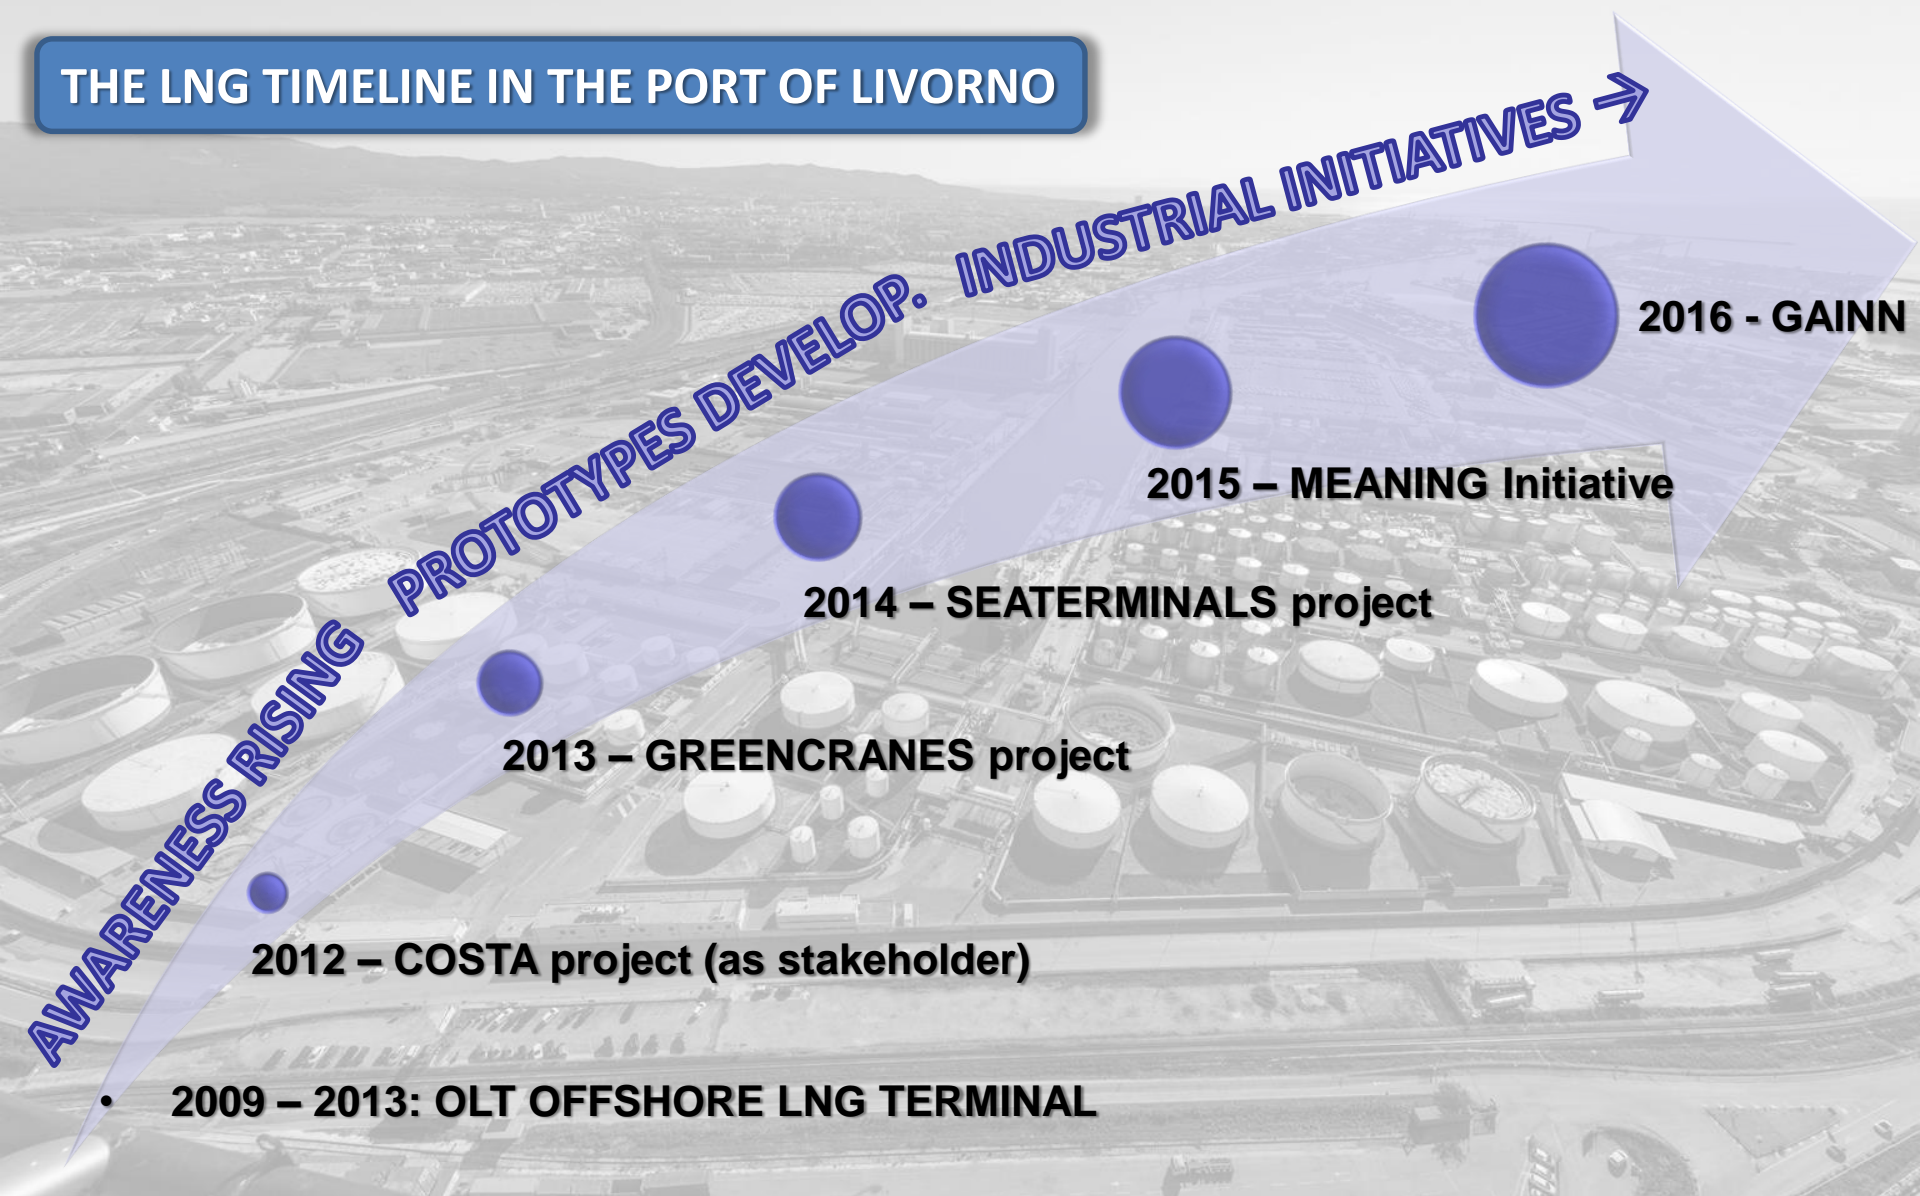 THE LNG TIMELINE IN THE PORT OF LIVORNO
AWARENESS RISING
PROTOTYPES DEVELOP.
INDUSTRIAL INITIATIVES →
2016 - GAINN
2015 – MEANING Initiative
2014 – SEATERMINALS project
2013 – GREENCRANES project
2012 – COSTA project (as stakeholder)
• 2009 – 2013: OLT OFFSHORE LNG TERMINAL